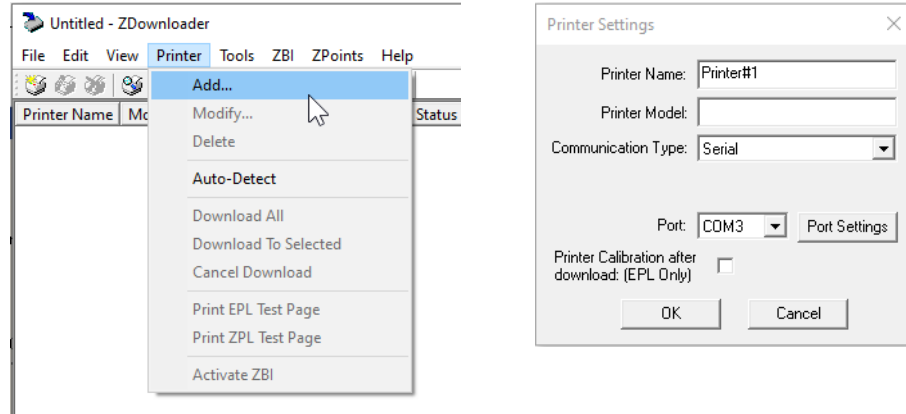 Untitled - ZDownloader
File Edit View Printer Tools ZBI ZPoints Help
Printer Name Mo Status
Add...
Modify...
Delete
Auto-Detect
Download All
Download To Selected
Cancel Download
Print EPL Test Page
Print ZPL Test Page
Activate ZBI
Printer Settings
Printer Name: Printer#1
Printer Model:
Communication Type: Serial
Port: COM3 Port Settings
Printer Calibration after
download: (EPL Only)
OK Cancel